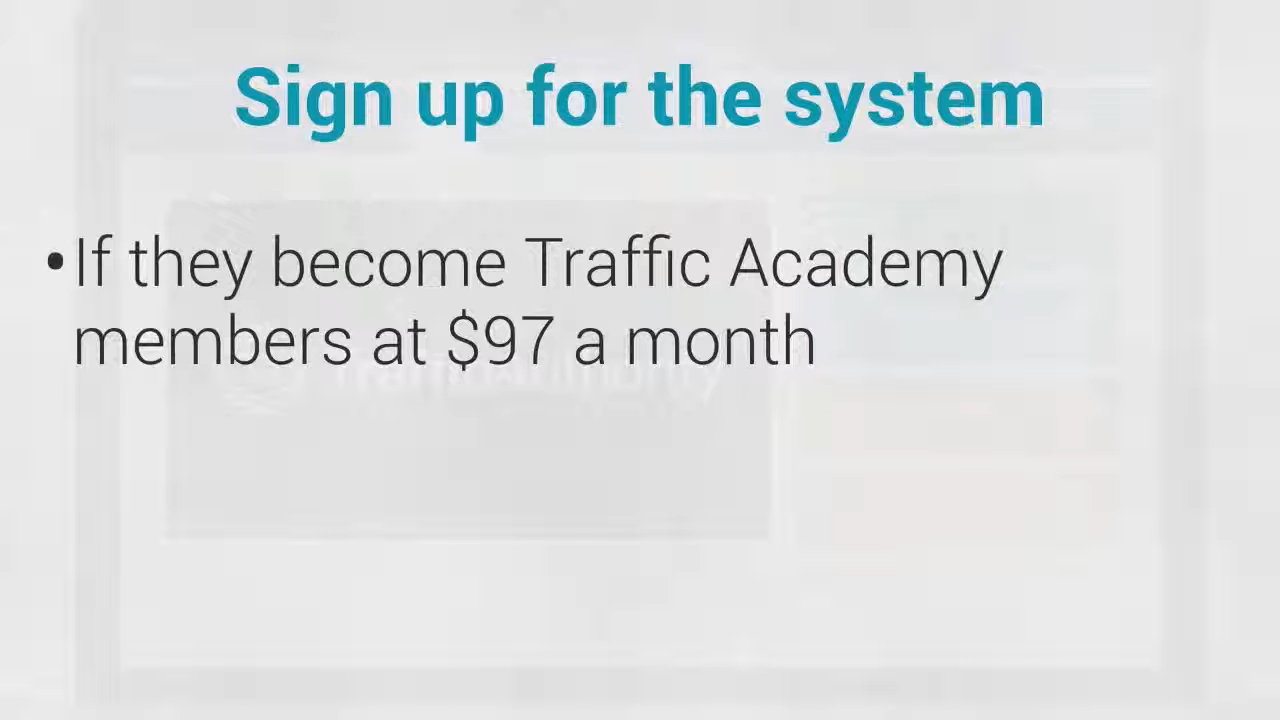 Sign up for the system
•If they become Traffic Academy
members at $97 a month